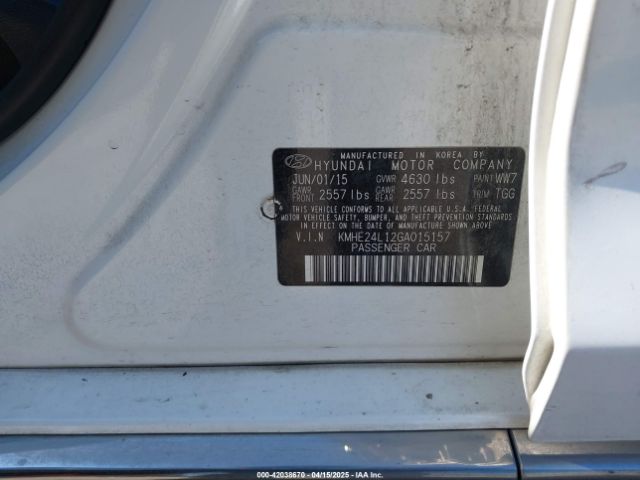 MANUFACTURED IN KOREA BY
HYUNDAI MOTOR COMPANY
JUN/01/15 GVWR 4630 lbs PAINT WW7
GAWR FRONT 2557 lbs GAWR REAR 2557 lbs TRIM TGG
THIS VEHICLE CONFORMS TO ALL APPLICABLE U.S.A. FEDERAL
MOTOR VEHICLE SAFETY, BUMPER, AND THEFT PREVENTION STANDARDS
IN EFFECT ON THE DATE OF MANUFACTURE SHOWN ABOVE.
V.I.N KMHE24L12GA015157
PASSENGER CAR
000-42038670 04/15/2025 IAA, LLC.